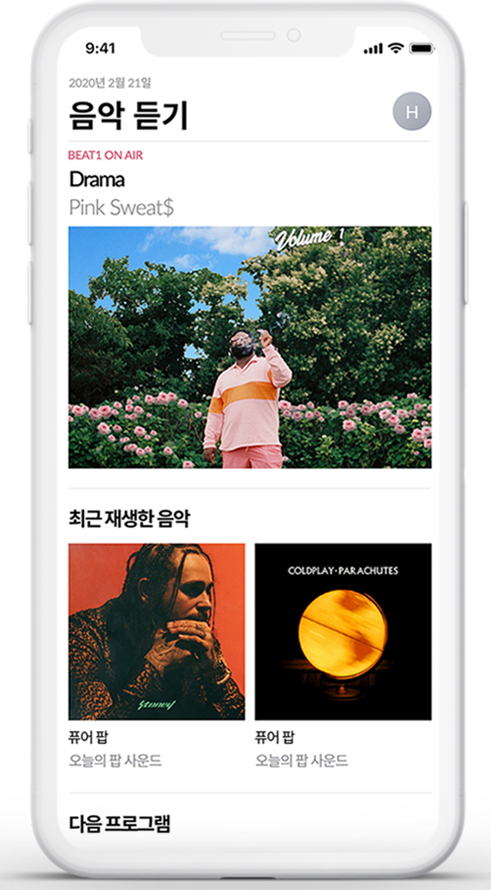 9:41
2020년 2월 21일
음악 듣기
H
BEAT1 ON AIR
Drama
Pink Sweat$
Volume 1
최근 재생한 음악
Stoney
COLDPLAY·PARACHUTES
퓨어 팝
퓨어 팝
오늘의 팝 사운드
오늘의 팝 사운드
다음 프로그램